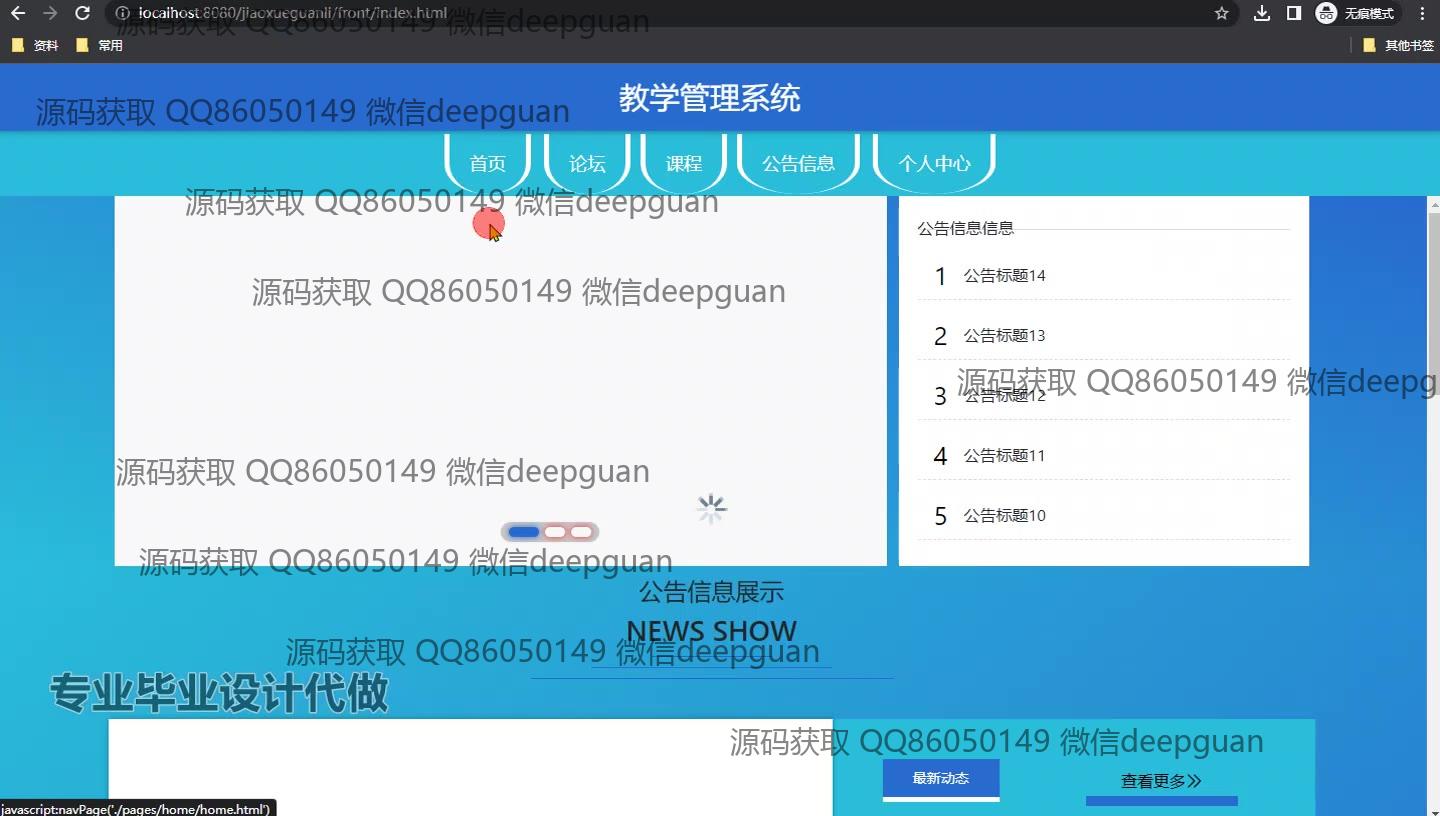 localhost:8080/jiaoxueguanli/front/index.html
无痕模式
源码获取 QQ86050149 微信deepguan
资料
常用
其他书签
教学管理系统
源码获取 QQ86050149 微信deepguan
首页
论坛
课程
公告信息
个人中心
源码获取 QQ86050149 微信deepguan
公告信息信息
1 公告标题14
源码获取 QQ86050149 微信deepguan
2 公告标题13
源码获取 QQ86050149 微信deepg
3 公告标题12
4 公告标题11
源码获取 QQ86050149 微信deepguan
5 公告标题10
源码获取 QQ86050149 微信deepguan
公告信息展示
NEWS SHOW
源码获取 QQ86050149 微信deepguan
专业毕业设计代做
源码获取 QQ86050149 微信deepguan
最新动态
查看更多
javascript:navPage('./pages/home/home.html')